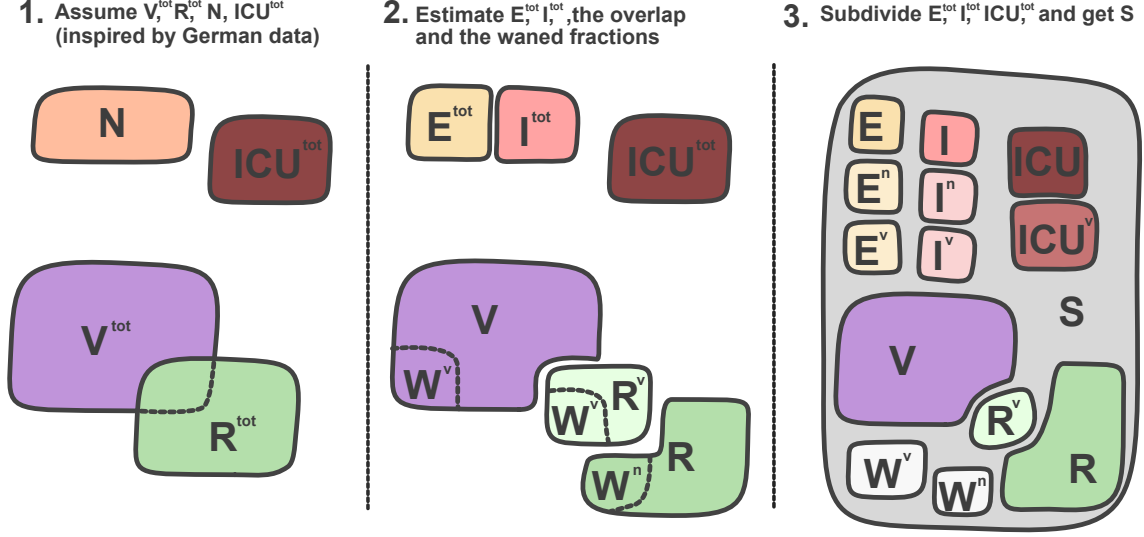 1. Assume V,ᵗᵒᵗ R,ᵗᵒᵗ N, ICUᵗᵒᵗ
(inspired by German data)
N
ICUᵗᵒᵗ
Vᵗᵒᵗ
Rᵗᵒᵗ
2. Estimate E,ᵗᵒᵗ I,ᵗᵒᵗ ,the overlap
and the waned fractions
Eᵗᵒᵗ
Iᵗᵒᵗ
ICUᵗᵒᵗ
V
Wᵛ
Rᵛ
Wᵛ
R
Wⁿ
3. Subdivide E,ᵗᵒᵗ I,ᵗᵒᵗ ICU,ᵗᵒᵗ and get S
E
I
ICU
Eⁿ
Iⁿ
ICUᵛ
Eᵛ
Iᵛ
S
V
Rᵛ
R
Wᵛ
Wⁿ